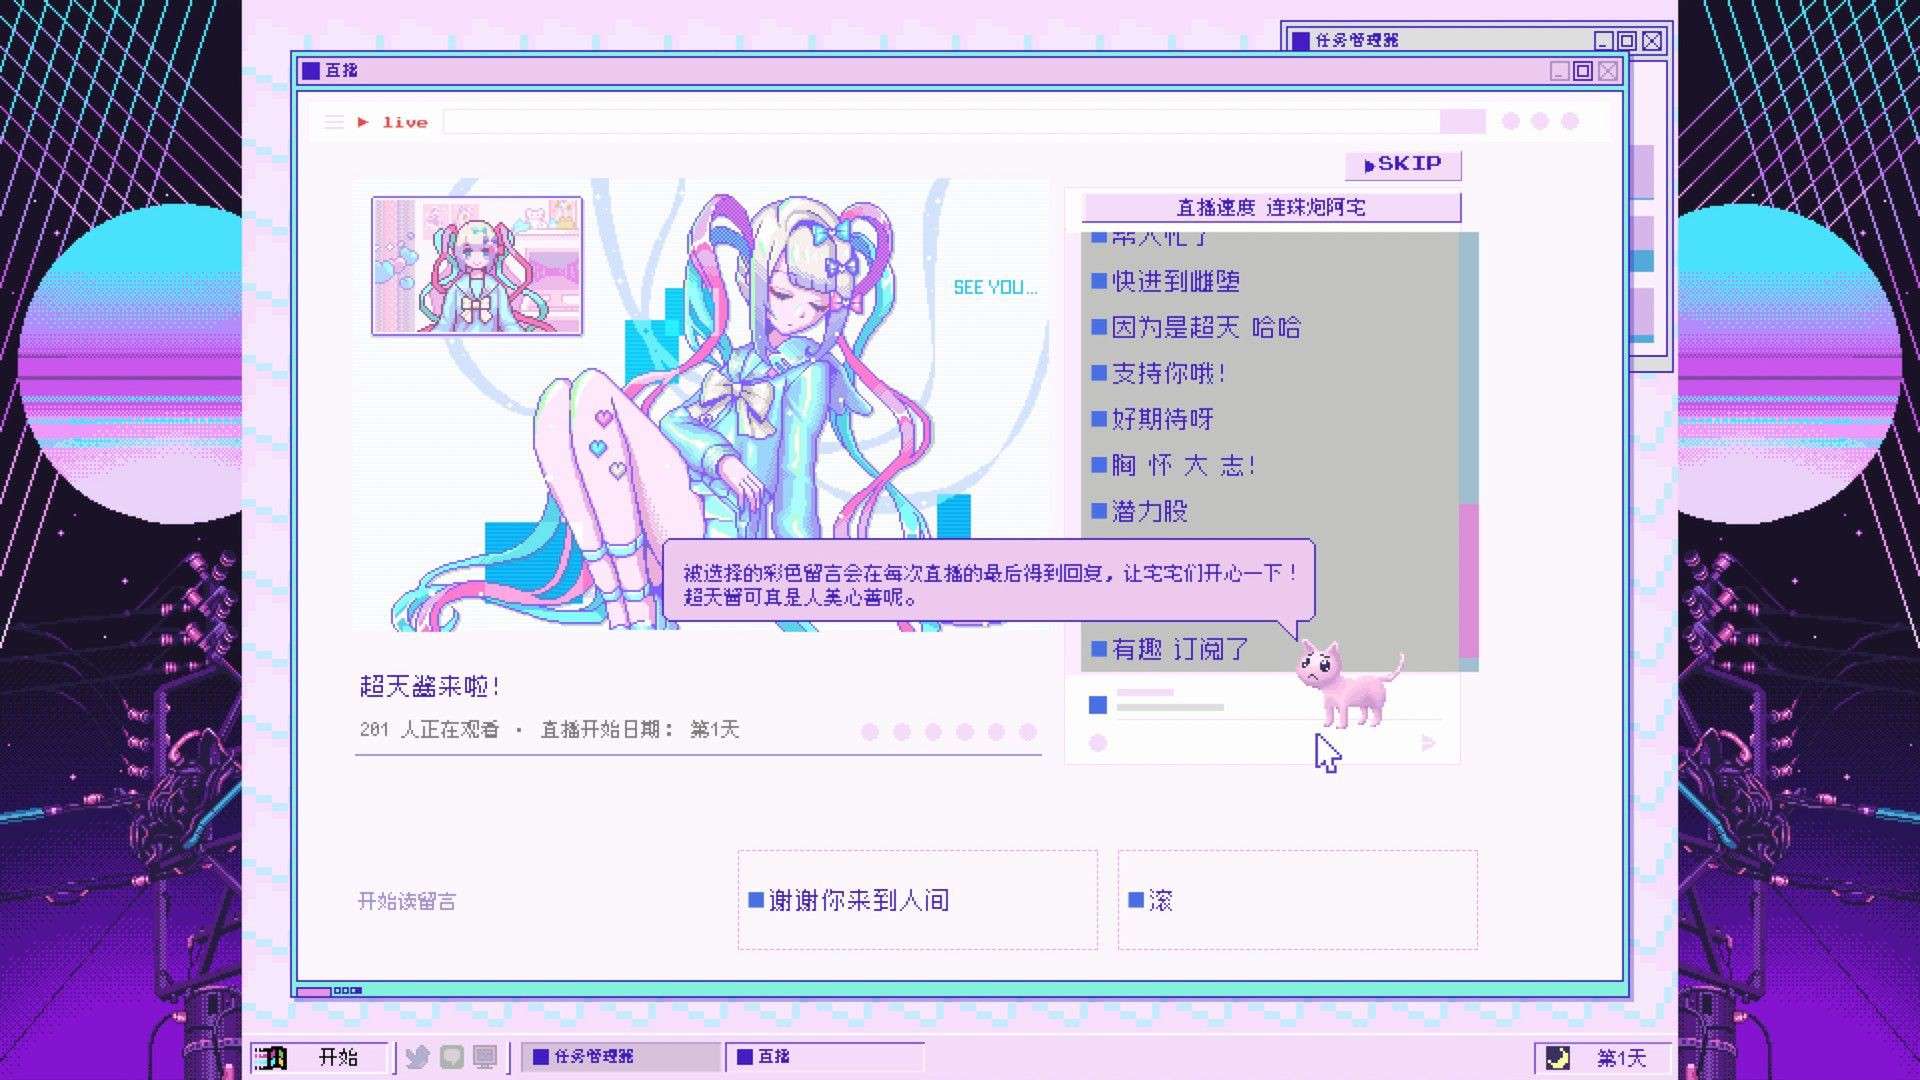 任务管理器
直播
live
SKIP
直播速度 连珠炮阿宅
帮大忙了
快进到雌堕
因为是超天 哈哈
支持你哦!
好期待呀
胸 怀 大 志!
潜力股
SEE YOU...
被选择的彩色留言会在每次直播的最后得到回复,让宅宅们开心一下!
超天酱可真是人美心善呢。
有趣 订阅了
超天酱来啦!
201 人正在观看 · 直播开始日期: 第1天
开始读留言
谢谢你来到人间
滚
开始
任务管理器
直播
第1天